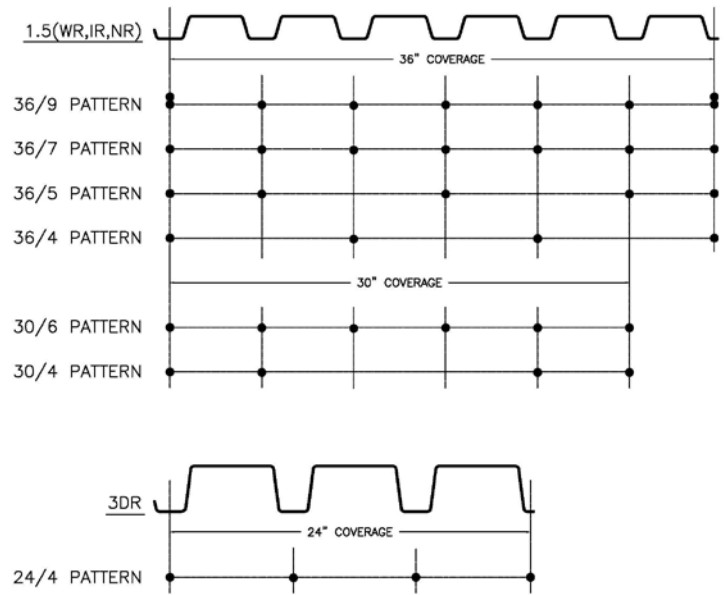 1.5(WR,IR,NR)
36" COVERAGE
36/9 PATTERN
36/7 PATTERN
36/5 PATTERN
36/4 PATTERN
30" COVERAGE
30/6 PATTERN
30/4 PATTERN
3DR
24" COVERAGE
24/4 PATTERN